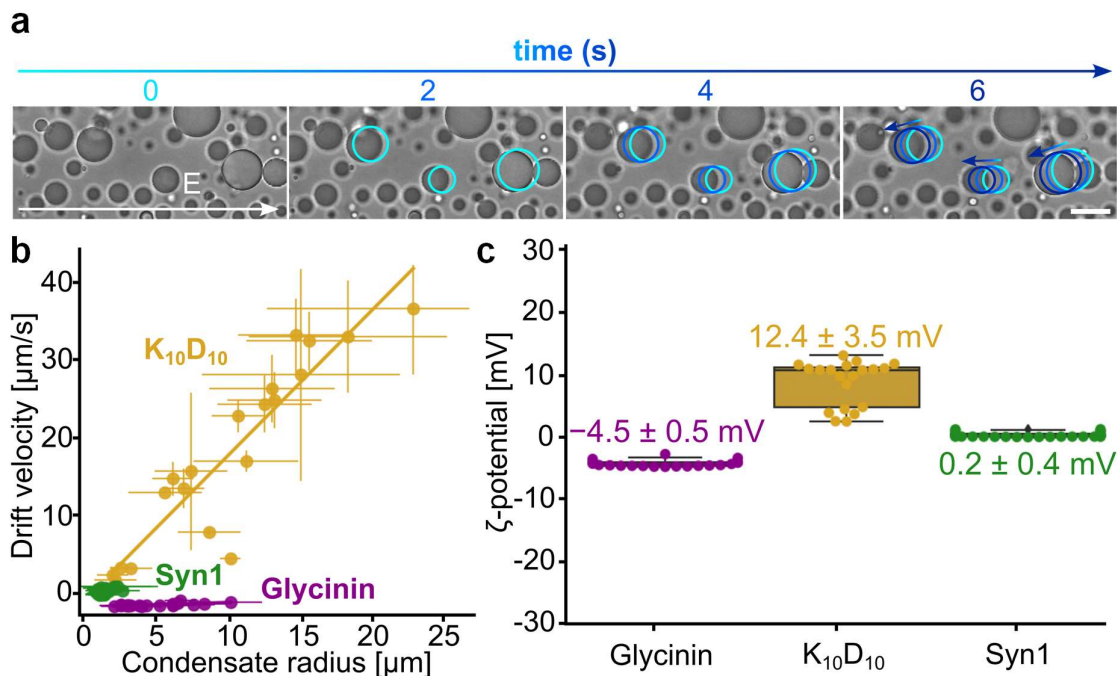 a
time (s)
0 2 4 6
E
b
Drift velocity [µm/s]
40
30
20
10
0
K₁₀D₁₀
Syn1
Glycinin
0 5 10 15 20 25
Condensate radius [µm]
c
ζ-potential [mV]
30
20
10
0
-10
-20
-30
12.4 ± 3.5 mV
−4.5 ± 0.5 mV
0.2 ± 0.4 mV
Glycinin K₁₀D₁₀ Syn1